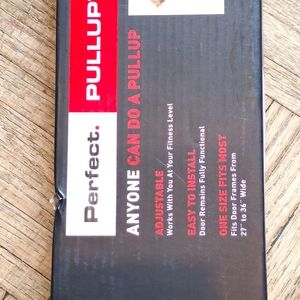 Perfect. PULLUP
ANYONE CAN DO A PULLUP
ADJUSTABLE
Works With You At Your Fitness Level
EASY TO INSTALL
Door Remains Fully Functional
ONE SIZE FITS MOST
Fits Door Frames From
27" to 36" Wide